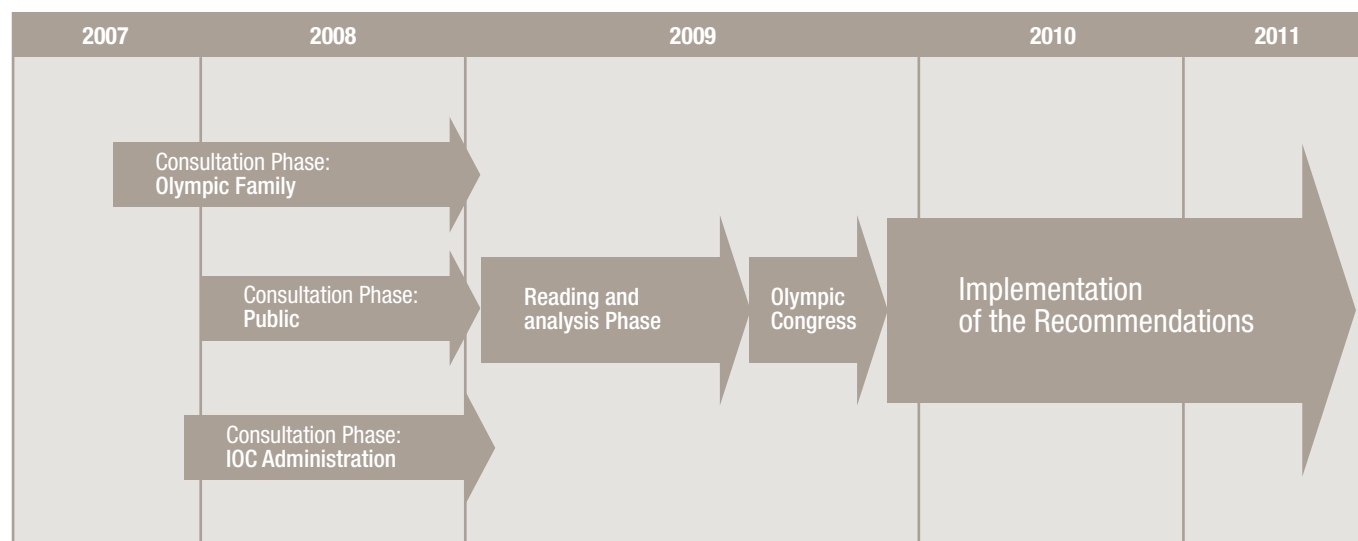 2007
2008
2009
2010
2011
Consultation Phase:
Olympic Family
Consultation Phase:
Public
Reading and
analysis Phase
Olympic
Congress
Implementation
of the Recommendations
Consultation Phase:
IOC Administration